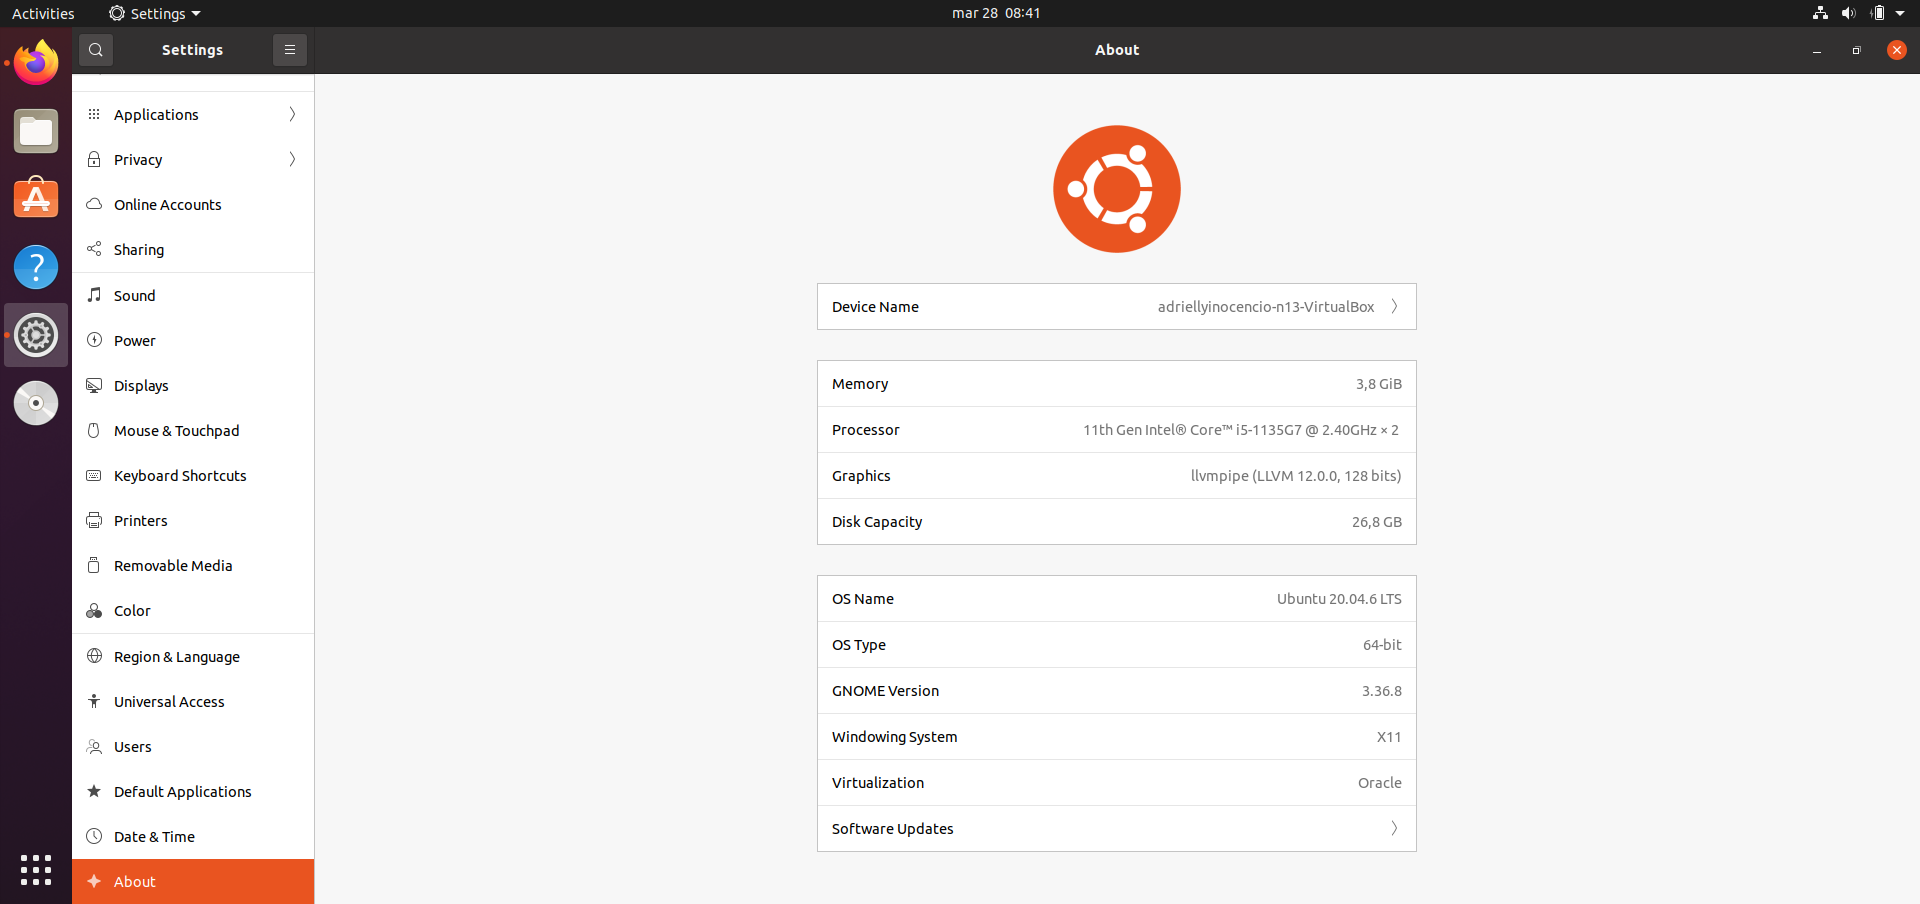 Activities
Settings
mar 28 08:41
Settings
About
Applications
Privacy
Online Accounts
Sharing
Sound
Power
Displays
Mouse & Touchpad
Keyboard Shortcuts
Printers
Removable Media
Color
Region & Language
Universal Access
Users
Default Applications
Date & Time
About
Device Name adriellyinocencio-n13-VirtualBox
Memory 3,8 GiB
Processor 11th Gen Intel® Core™ i5-1135G7 @ 2.40GHz × 2
Graphics llvmpipe (LLVM 12.0.0, 128 bits)
Disk Capacity 26,8 GB
OS Name Ubuntu 20.04.6 LTS
OS Type 64-bit
GNOME Version 3.36.8
Windowing System X11
Virtualization Oracle
Software Updates